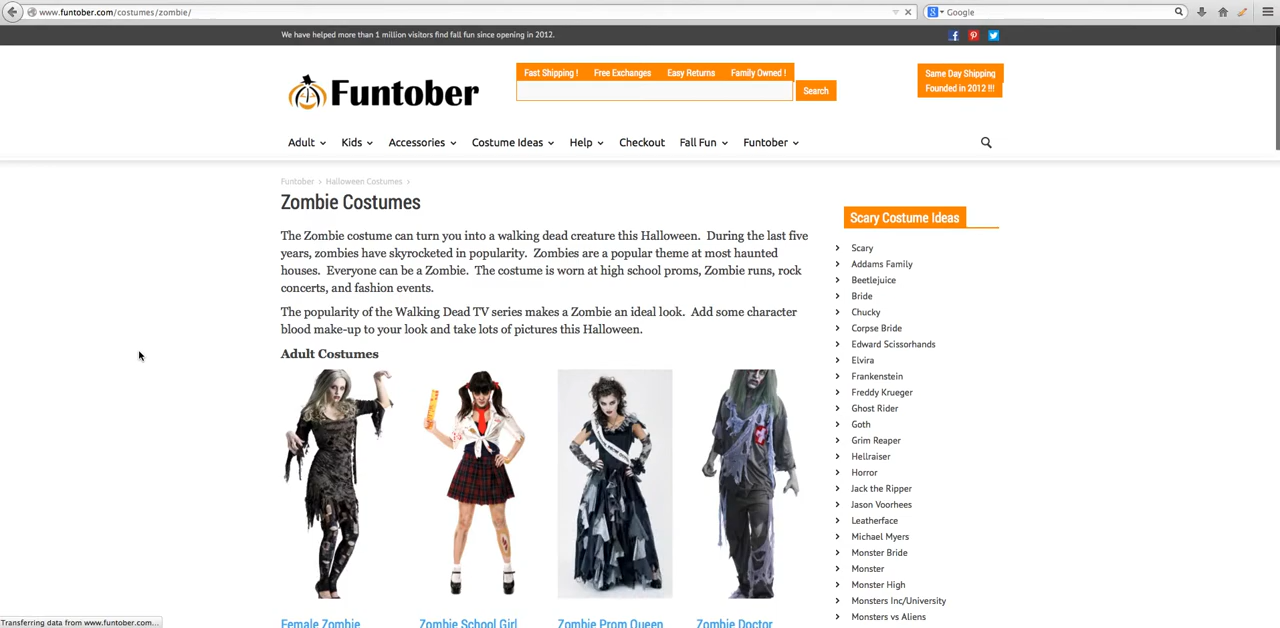 www.funtober.com/costumes/zombie/
Google
We have helped more than 1 million visitors find fall fun since opening in 2012.
Funtober
Fast Shipping !
Free Exchanges
Easy Returns
Family Owned !
Search
Same Day Shipping
Founded in 2012 !!!
Adult
Kids
Accessories
Costume Ideas
Help
Checkout
Fall Fun
Funtober
Funtober > Halloween Costumes >
Zombie Costumes
The Zombie costume can turn you into a walking dead creature this Halloween. During the last five
years, zombies have skyrocketed in popularity. Zombies are a popular theme at most haunted
houses. Everyone can be a Zombie. The costume is worn at high school proms, Zombie runs, rock
concerts, and fashion events.
The popularity of the Walking Dead TV series makes a Zombie an ideal look. Add some character
blood make-up to your look and take lots of pictures this Halloween.
Adult Costumes
Female Zombie
Zombie School Girl
Zombie Prom Queen
Zombie Doctor
Scary Costume Ideas
Scary
Addams Family
Beetlejuice
Bride
Chucky
Corpse Bride
Edward Scissorhands
Elvira
Frankenstein
Freddy Krueger
Ghost Rider
Goth
Grim Reaper
Hellraiser
Horror
Jack the Ripper
Jason Voorhees
Leatherface
Michael Myers
Monster Bride
Monster
Monster High
Monsters Inc/University
Monsters vs Aliens
Transferring data from www.funtober.com...